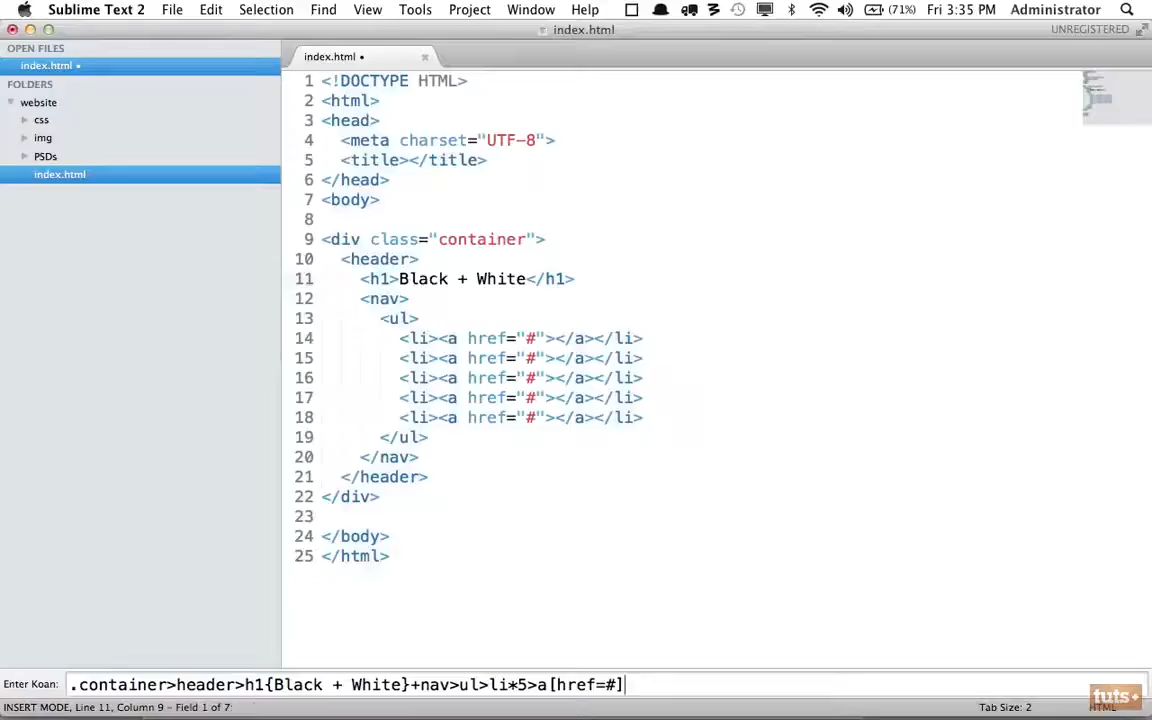 Sublime Text 2 File Edit Selection Find View Tools Project Window Help (71%) Fri 3:35 PM Administrator
index.html UNREGISTERED
OPEN FILES
index.html
FOLDERS
website
css
img
PSDs
index.html
index.html
1 <!DOCTYPE HTML>
2 <html>
3 <head>
4 <meta charset="UTF-8">
5 <title></title>
6 </head>
7 <body>
8
9 <div class="container">
10 <header>
11 <h1>Black + White</h1>
12 <nav>
13 <ul>
14 <li><a href="#"></a></li>
15 <li><a href="#"></a></li>
16 <li><a href="#"></a></li>
17 <li><a href="#"></a></li>
18 <li><a href="#"></a></li>
19 </ul>
20 </nav>
21 </header>
22 </div>
23
24 </body>
25 </html>
Enter Koan: .container>header>h1{Black + White}+nav>ul>li*5>a[href=#]
INSERT MODE, Line 11, Column 9 - Field 1 of 7: Tab Size: 2 HTML
tuts+